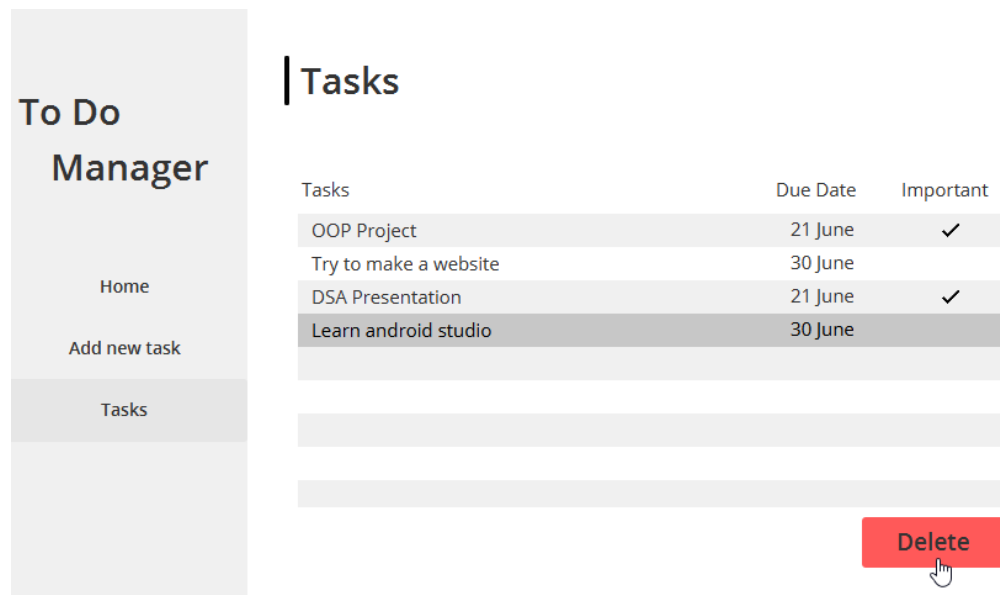 To Do
Manager
Home
Add new task
Tasks
Tasks
Tasks Due Date Important
OOP Project 21 June
Try to make a website 30 June
DSA Presentation 21 June
Learn android studio 30 June
Delete